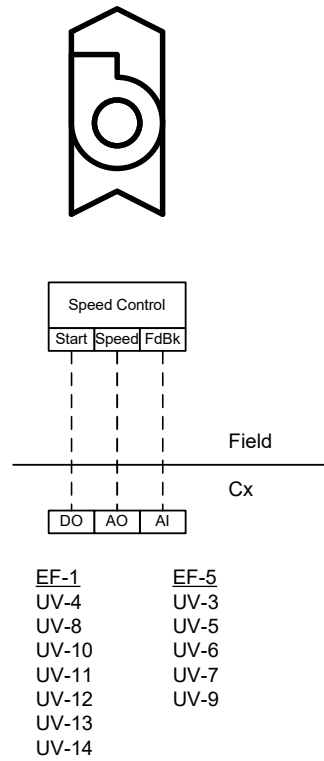 Speed Control
Start Speed FdBk
Field
Cx
DO AO AI
EF-1 EF-5
UV-4 UV-3
UV-8 UV-5
UV-10 UV-6
UV-11 UV-7
UV-12 UV-9
UV-13
UV-14